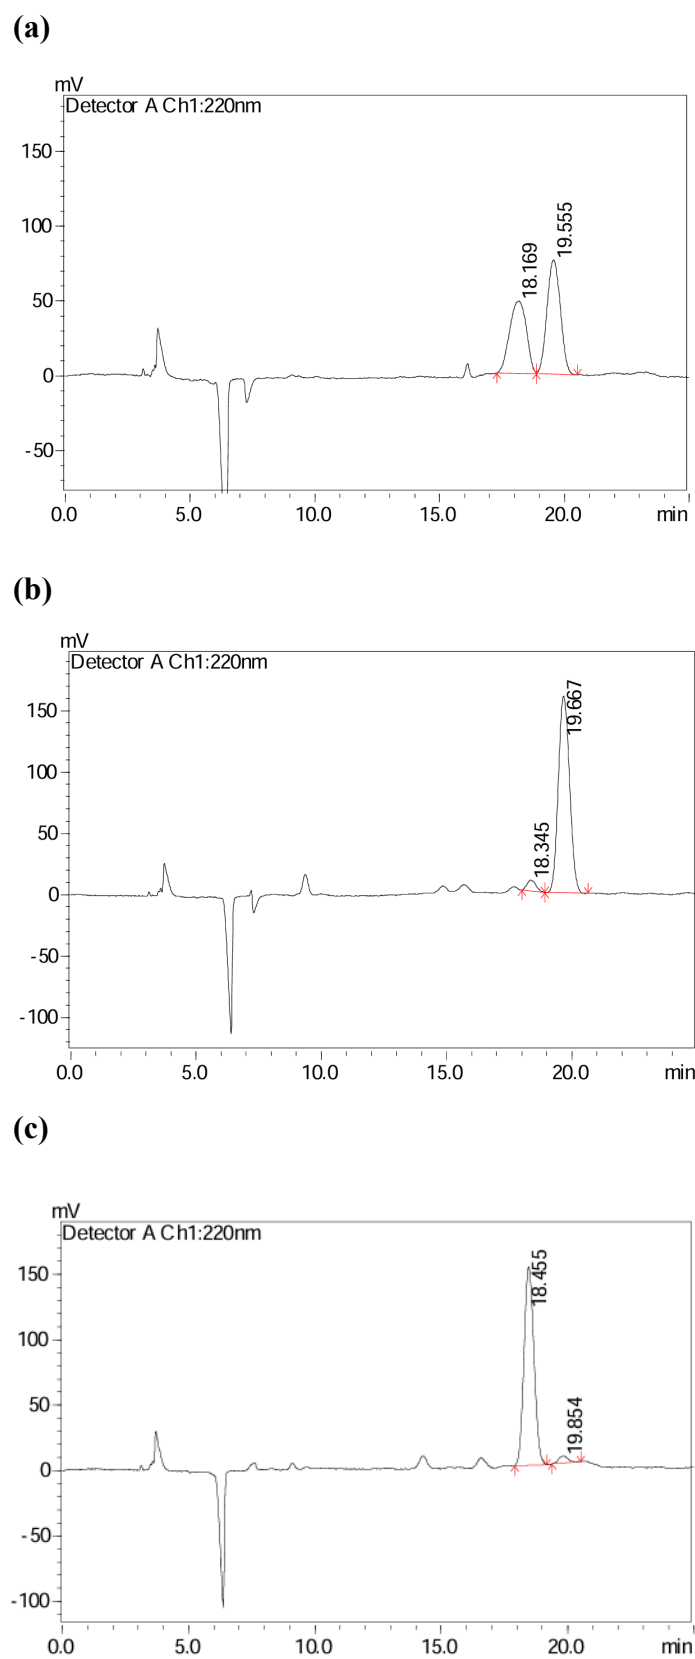 (a)
mV
Detector A Ch1:220nm
150
100
50
0
-50
18.169
19.555
0.0 5.0 10.0 15.0 20.0 min
(b)
mV
Detector A Ch1:220nm
150
100
50
0
-50
-100
18.345
19.667
0.0 5.0 10.0 15.0 20.0 min
(c)
mV
Detector A Ch1:220nm
150
100
50
0
-50
-100
18.455
19.854
0.0 5.0 10.0 15.0 20.0 min